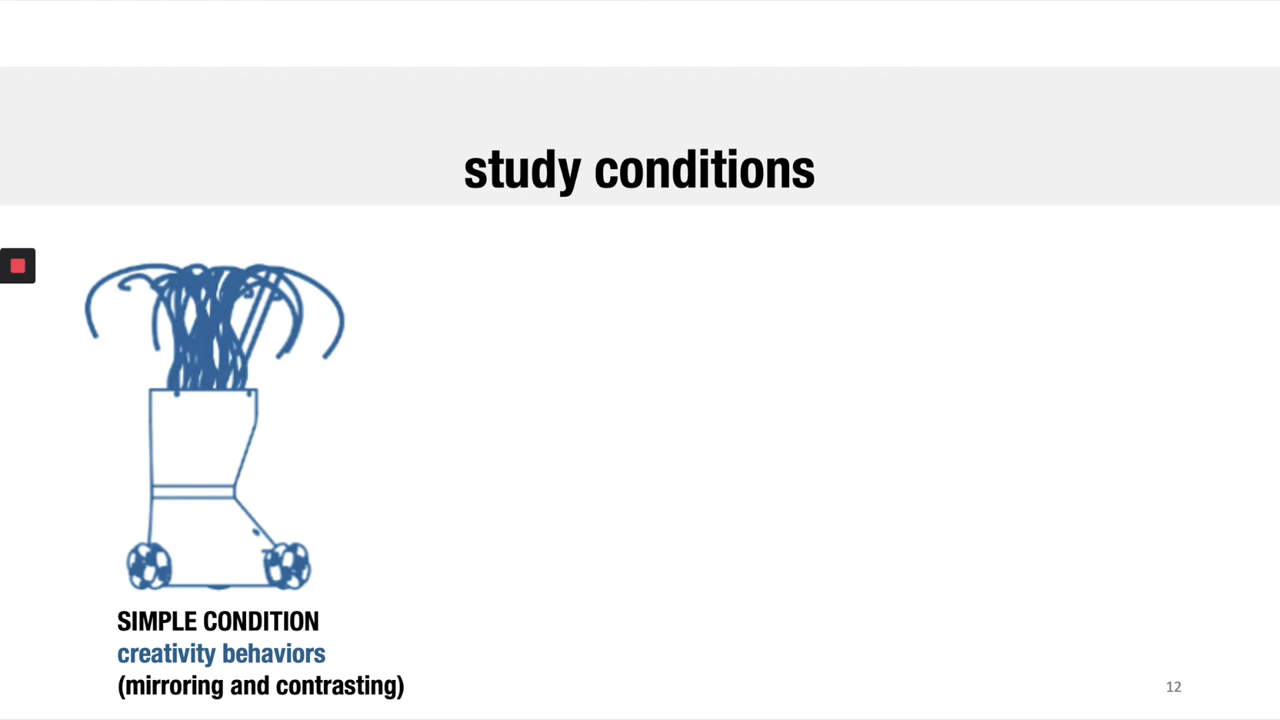 study conditions
SIMPLE CONDITION
creativity behaviors
(mirroring and contrasting)
12